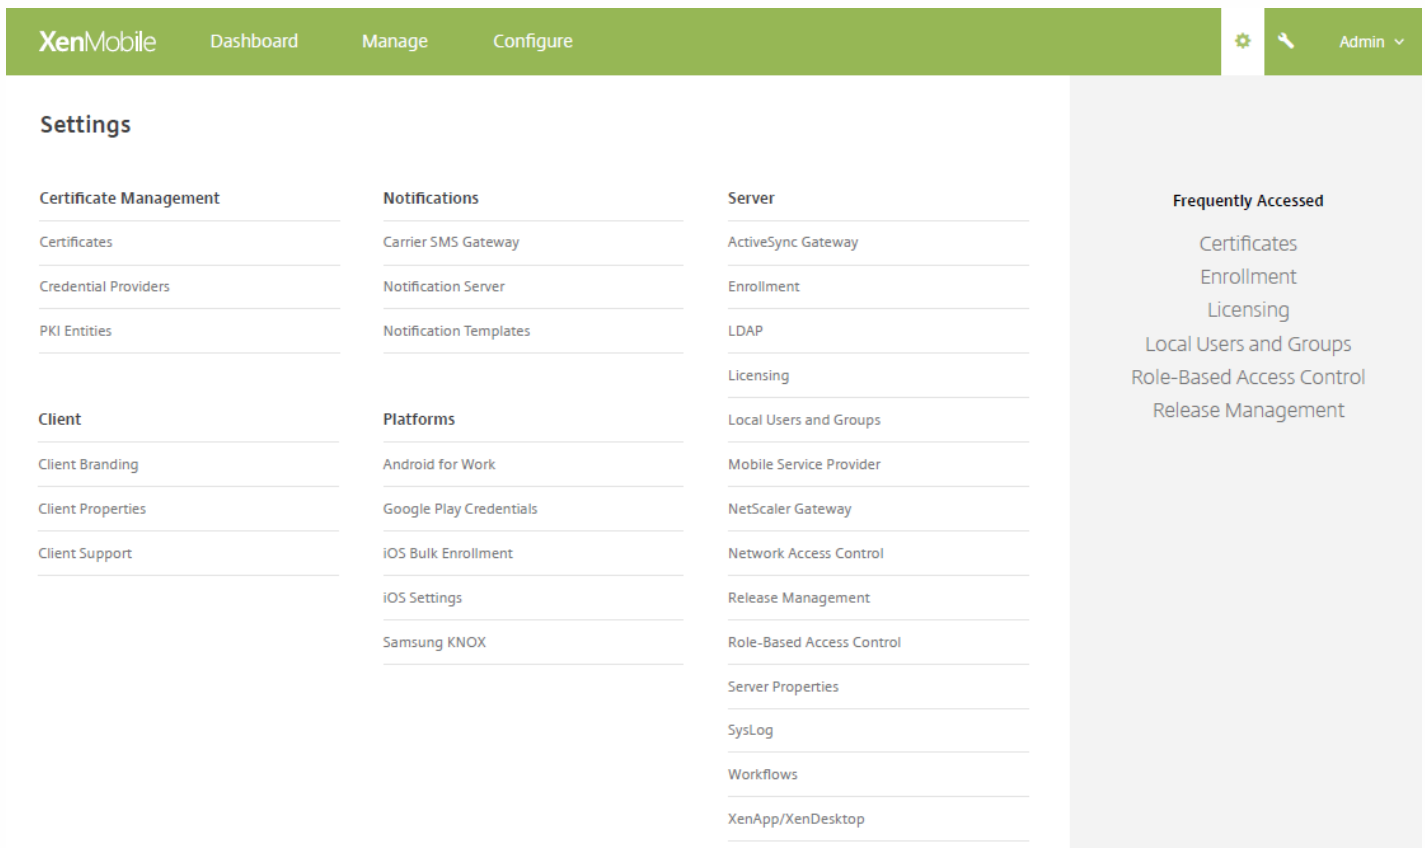 XenMobile Dashboard Manage Configure Admin
Settings
Certificate Management
Certificates
Credential Providers
PKI Entities
Client
Client Branding
Client Properties
Client Support
Notifications
Carrier SMS Gateway
Notification Server
Notification Templates
Platforms
Android for Work
Google Play Credentials
iOS Bulk Enrollment
iOS Settings
Samsung KNOX
Server
ActiveSync Gateway
Enrollment
LDAP
Licensing
Local Users and Groups
Mobile Service Provider
NetScaler Gateway
Network Access Control
Release Management
Role-Based Access Control
Server Properties
SysLog
Workflows
XenApp/XenDesktop
Frequently Accessed
Certificates
Enrollment
Licensing
Local Users and Groups
Role-Based Access Control
Release Management